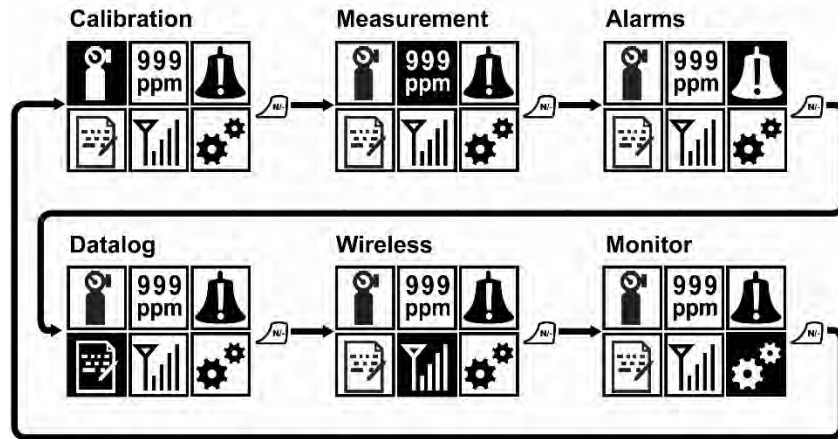 Calibration Measurement Alarms
999 999 999
ppm ppm ppm
N/- N/- N/-
Datalog Wireless Monitor
999 999 999
ppm ppm ppm
N/- N/- N/-